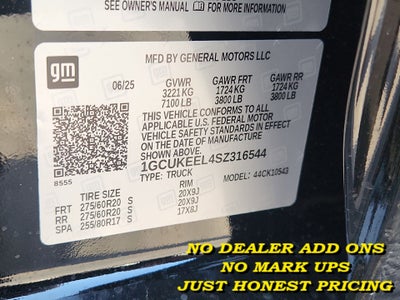 SEE OWNER'S MANUAL
FOR MORE INFORMATION
gm
MFD BY GENERAL MOTORS LLC
06/25 GVWR GAWR FRT GAWR RR
3221 KG 1724 KG 1724 KG
7100 LB 3800 LB 3800 LB
THIS VEHICLE CONFORMS TO ALL
APPLICABLE U.S. FEDERAL MOTOR
VEHICLE SAFETY STANDARDS IN EFFECT
ON THE DATE OF MANUFACTURE SHOWN ABOVE.
1GCUKEEL4SZ316544
TYPE: TRUCK MODEL: 44CK10543
8555
TIRE SIZE RIM
FRT 275/60R20 S 20X9J
RR 275/60R20 S 20X9J
SPA 255/80R17 S 17X8J
NO DEALER ADD ONS
NO MARK UPS
JUST HONEST PRICING